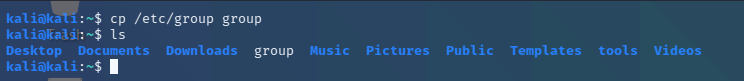 kali@kali:~$ cp /etc/group group
kali@kali:~$ ls
Desktop Documents Downloads group Music Pictures Public Templates tools Videos
kali@kali:~$